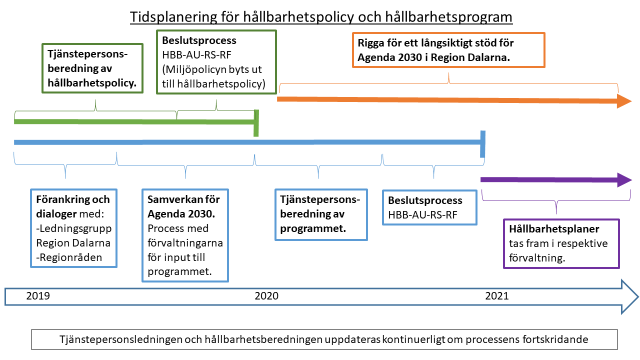 Tidsplanering för hållbarhetspolicy och hållbarhetsprogram
Tjänstepersons-
beredning av
hållbarhetspolicy.
Beslutsprocess
HBB-AU-RS-RF
(Miljöpolicyn byts ut
till hållbarhetspolicy)
Rigga för ett långsiktigt stöd för
Agenda 2030 i Region Dalarna.
Förankring och
dialoger med:
-Ledningsgrupp
Region Dalarna
-Regionråden
Samverkan för
Agenda 2030.
Process med
förvaltningarna
för input till
programmet.
Tjänstepersons-
beredning av
programmet.
Beslutsprocess
HBB-AU-RS-RF
Hållbarhetsplaner
tas fram i respektive
förvaltning.
2019
2020
2021
Tjänstepersonsledningen och hållbarhetsberedningen uppdateras kontinuerligt om processens fortskridande